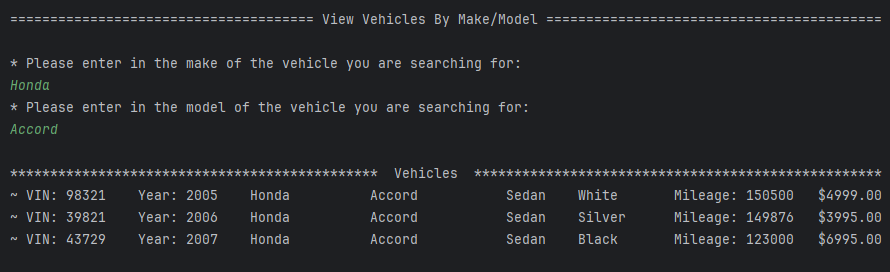 ====================================== View Vehicles By Make/Model ==========================================
* Please enter in the make of the vehicle you are searching for:
Honda
* Please enter in the model of the vehicle you are searching for:
Accord
********************************************** Vehicles ***************************************************
~ VIN: 98321 Year: 2005 Honda Accord Sedan White Mileage: 150500 $4999.00
~ VIN: 39821 Year: 2006 Honda Accord Sedan Silver Mileage: 149876 $3995.00
~ VIN: 43729 Year: 2007 Honda Accord Sedan Black Mileage: 123000 $6995.00